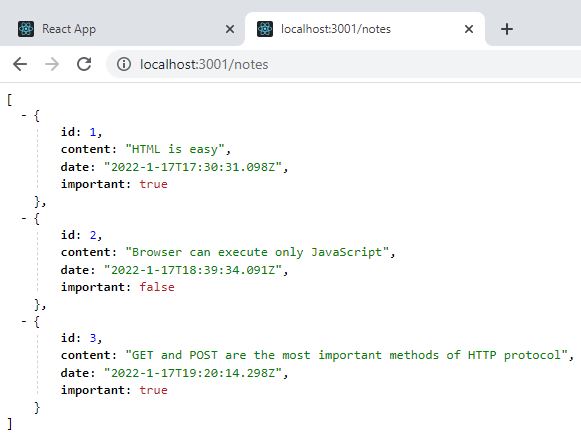 React App
localhost:3001/notes
localhost:3001/notes
[
- {
id: 1,
content: "HTML is easy",
date: "2022-1-17T17:30:31.098Z",
important: true
},
- {
id: 2,
content: "Browser can execute only JavaScript",
date: "2022-1-17T18:39:34.091Z",
important: false
},
- {
id: 3,
content: "GET and POST are the most important methods of HTTP protocol",
date: "2022-1-17T19:20:14.298Z",
important: true
}
]